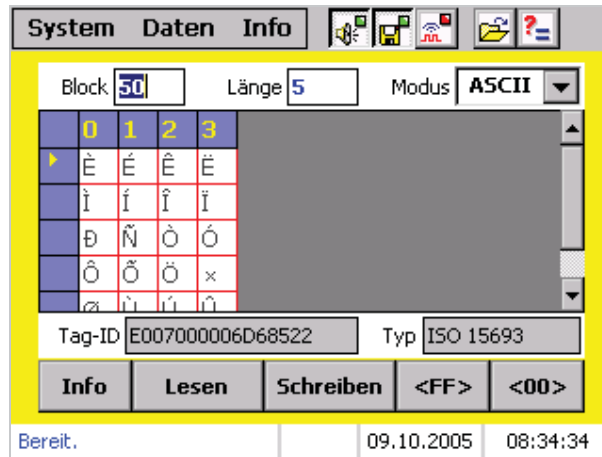 System Daten Info ?=
Block 50 Länge 5 Modus ASCII
0 1 2 3
È É Ê Ë
Ì Í Î Ï
Ð Ñ Ò Ó
Ô Õ Ö ×
Ø Ù Ú Û
Tag-ID E007000006D68522 Typ ISO 15693
Info Lesen Schreiben <FF> <00>
Bereit. 09.10.2005 08:34:34